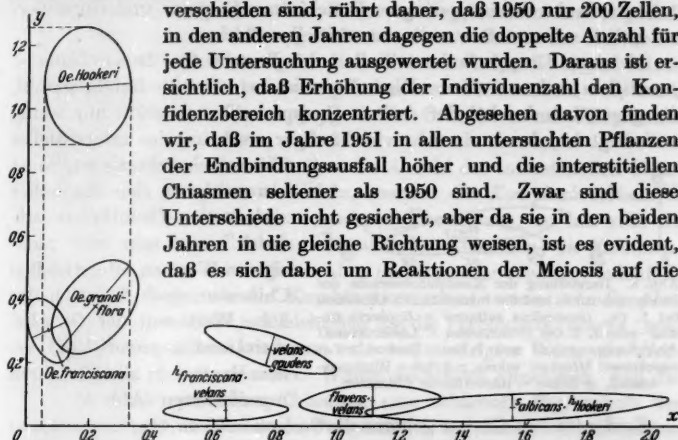 verschieden sind, rührt daher, daß 1950 nur 200 Zellen,
in den anderen Jahren dagegen die doppelte Anzahl für
jede Untersuchung ausgewertet wurden. Daraus ist er-
sichtlich, daß Erhöhung der Individuenzahl den Kon-
fidenzbereich konzentriert. Abgesehen davon finden
wir, daß im Jahre 1951 in allen untersuchten Pflanzen
der Endbindungsausfall höher und die interstitiellen
Chiasmen seltener als 1950 sind. Zwar sind diese
Unterschiede nicht gesichert, aber da sie in den beiden
Jahren in die gleiche Richtung weisen, ist es evident,
daß es sich dabei um Reaktionen der Meiosis auf die
y
1,2
1,0
0,8
0,6
0,4
0,2
Oe. Hookeri
Oe. grandi-
flora
Oe. franciscana
velans-
gaudens
hfranciscana-
velans
flavens-
velans
salbicans-hHookeri
0
0.2
0.4
0.6
0.8
1.0
1.2
1.4
1.6
1.8
2.0
x